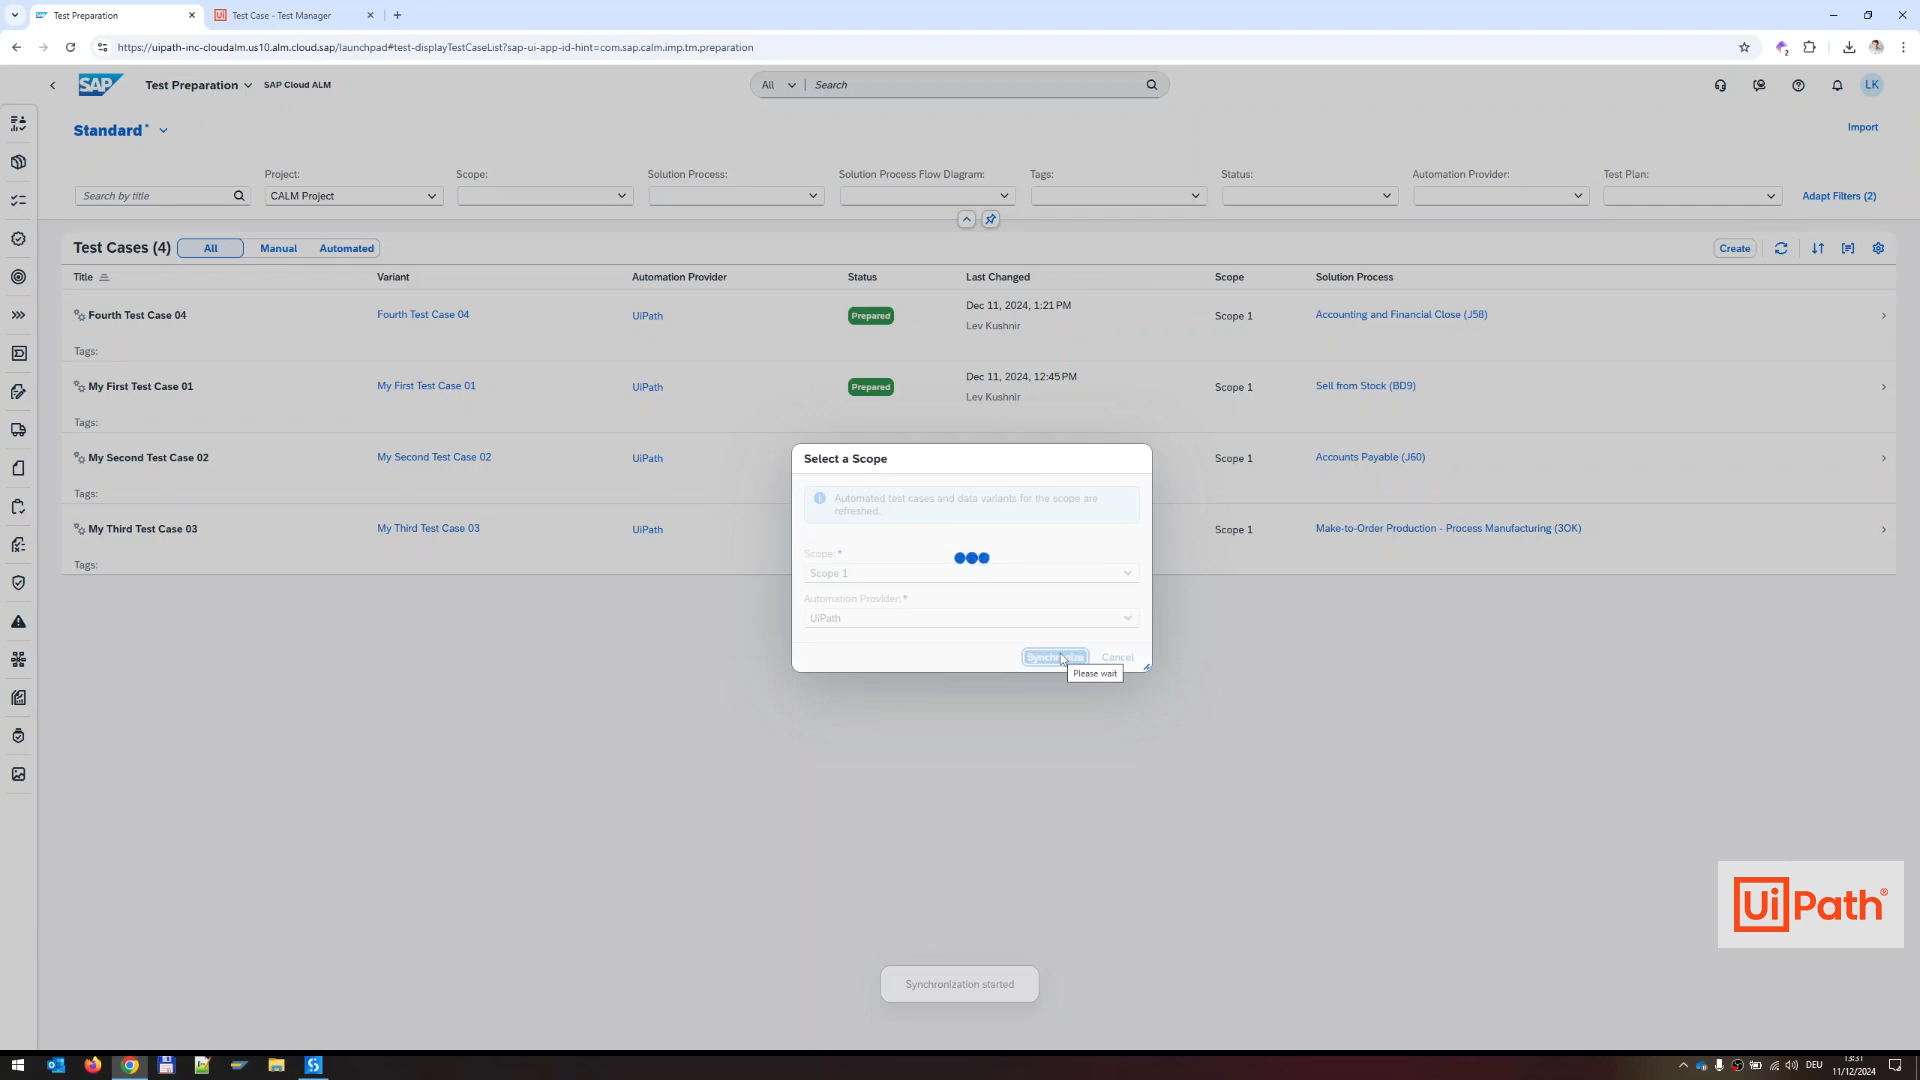 Test Preparation
Test Case - Test Manager
https://uipath-inc-cloudalm.us10.alm.cloud.sap/launchpad#test-displayTestCaseList?sap-ui-app-id-hint=com.sap.calm.imp.tm.preparation
2
SAP
Test Preparation
SAP Cloud ALM
All
Search
LK
Standard*
Import
Project:
Scope:
Solution Process:
Solution Process Flow Diagram:
Tags:
Status:
Automation Provider:
Test Plan:
Search by title
CALM Project
Adapt Filters (2)
Test Cases (4)
All
Manual
Automated
Create
Title
Variant
Automation Provider
Status
Last Changed
Scope
Solution Process
Fourth Test Case 04
Fourth Test Case 04
UiPath
Prepared
Dec 11, 2024, 1:21 PM
Lev Kushnir
Scope 1
Accounting and Financial Close (J58)
Tags:
My First Test Case 01
My First Test Case 01
UiPath
Prepared
Dec 11, 2024, 12:45 PM
Lev Kushnir
Scope 1
Sell from Stock (BD9)
Tags:
My Second Test Case 02
My Second Test Case 02
UiPath
Scope 1
Accounts Payable (J60)
Tags:
My Third Test Case 03
My Third Test Case 03
UiPath
Scope 1
Make-to-Order Production - Process Manufacturing (3OK)
Tags:
Select a Scope
Automated test cases and data variants for the scope are
refreshed.
Scope:*
Scope 1
Automation Provider:*
UiPath
Synchronize
Cancel
Please wait
UiPath®
Synchronization started
DEU
13:31
11/12/2024